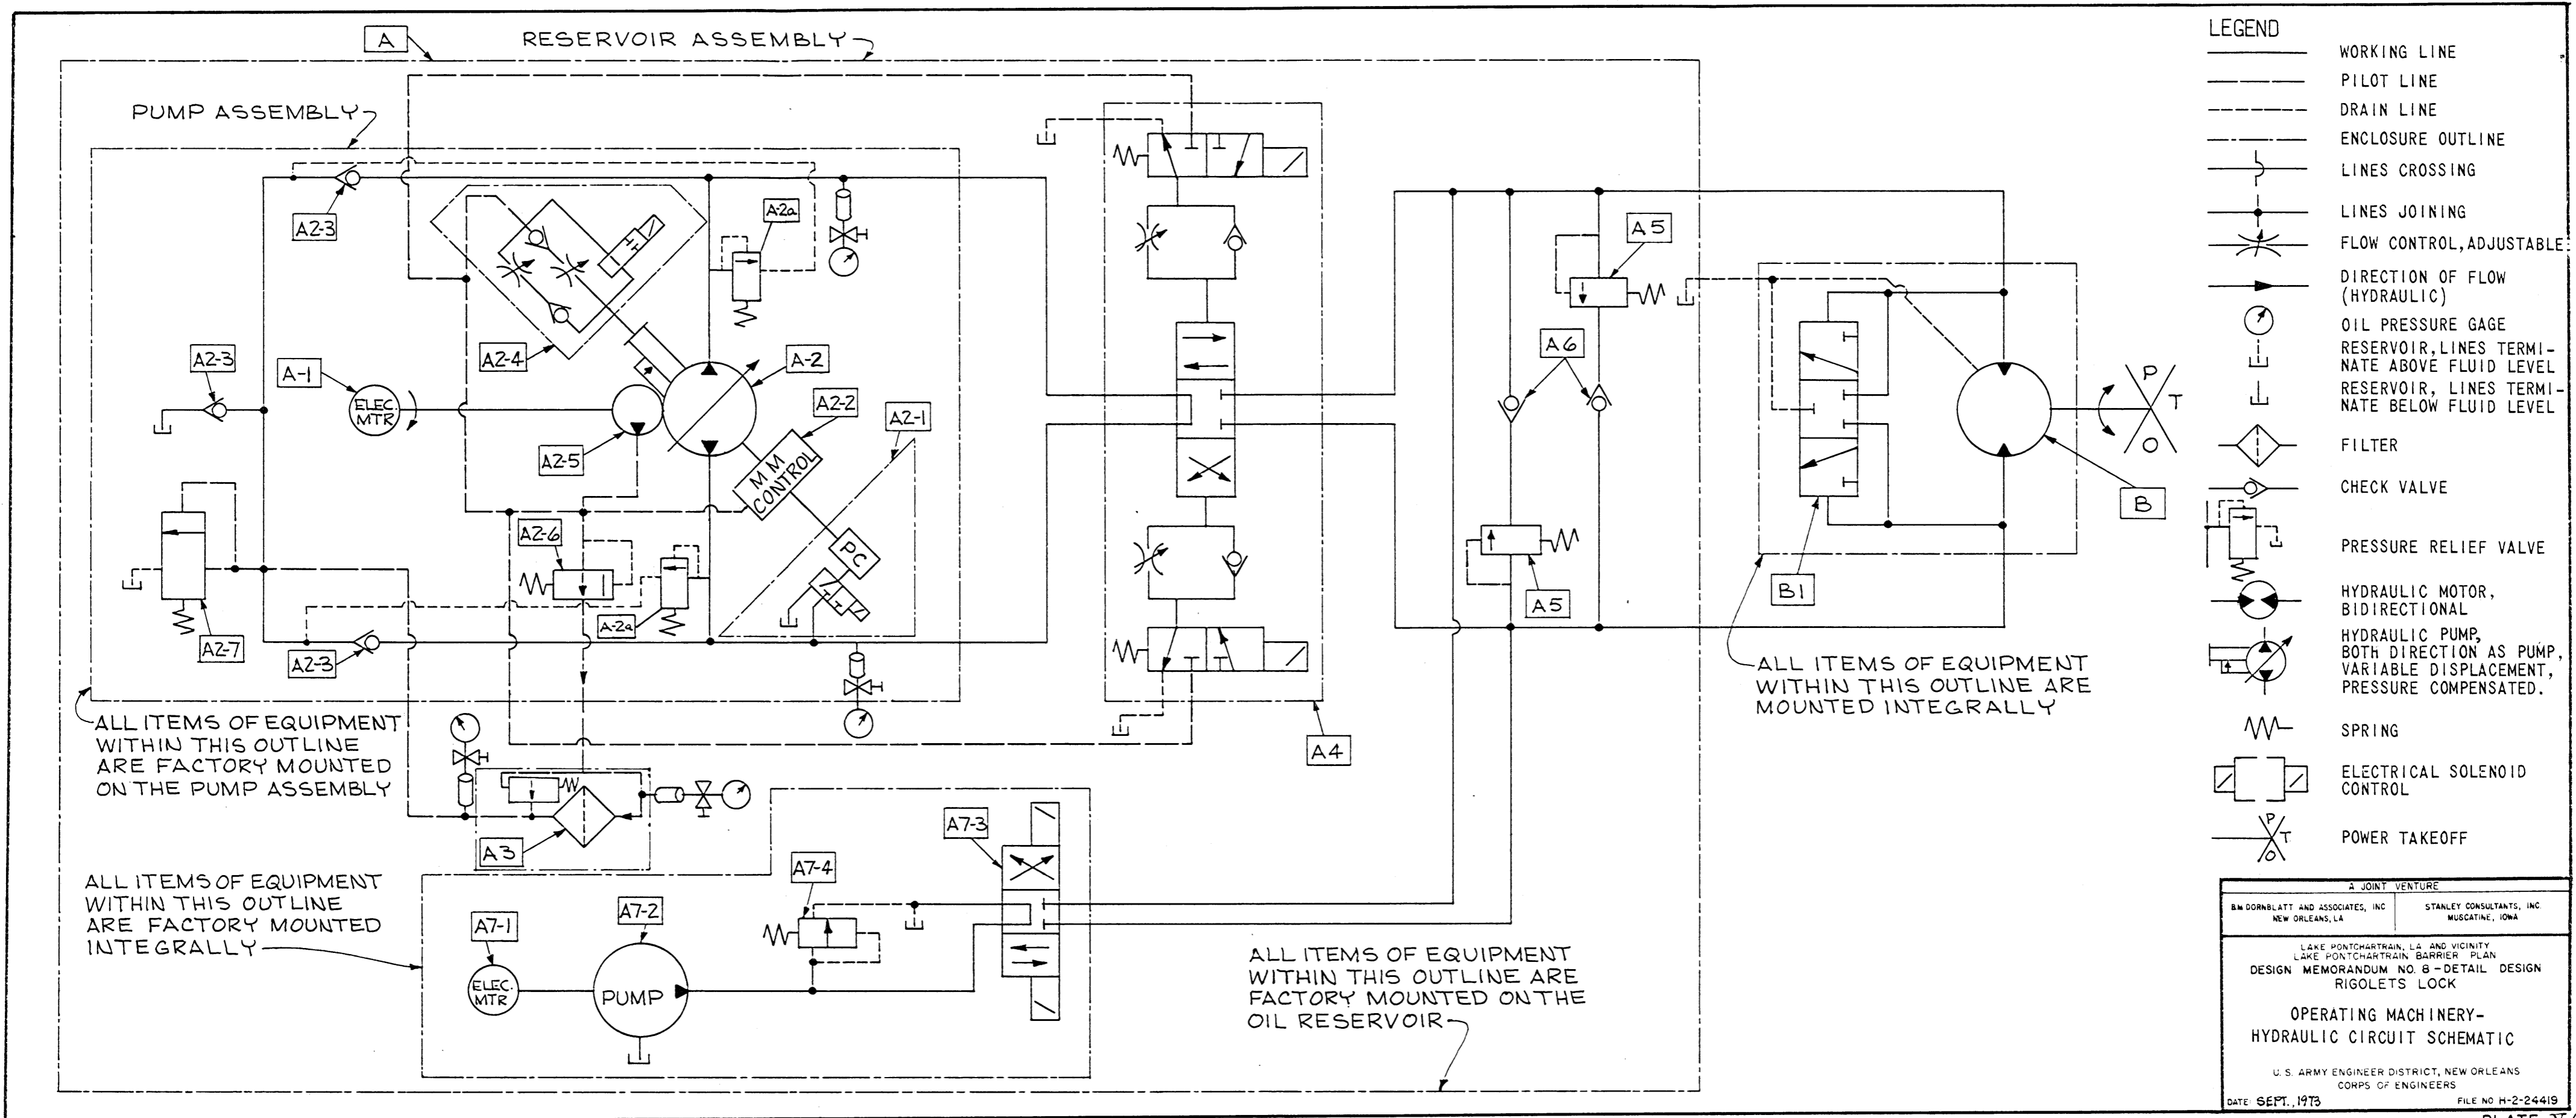 A
RESERVOIR ASSEMBLY
PUMP ASSEMBLY
A2-3
A-2a
A2-4
A2-3
A-1
ELEC.
MTR
A-2
A2-2
A2-1
A2-5
M M
CONTROL
PC
A2-6
A-2a
A2-7
A2-3
A5
A6
A5
A4
B
B1
P
T
O
ALL ITEMS OF EQUIPMENT
WITHIN THIS OUTLINE
ARE FACTORY MOUNTED
ON THE PUMP ASSEMBLY
ALL ITEMS OF EQUIPMENT
WITHIN THIS OUTLINE ARE
MOUNTED INTEGRALLY
A3
ALL ITEMS OF EQUIPMENT
WITHIN THIS OUTLINE
ARE FACTORY MOUNTED
INTEGRALLY
A7-1
ELEC.
MTR
A7-2
PUMP
A7-4
A7-3
ALL ITEMS OF EQUIPMENT
WITHIN THIS OUTLINE ARE
FACTORY MOUNTED ON THE
OIL RESERVOIR
LEGEND
WORKING LINE
PILOT LINE
DRAIN LINE
ENCLOSURE OUTLINE
LINES CROSSING
LINES JOINING
FLOW CONTROL, ADJUSTABLE
DIRECTION OF FLOW
(HYDRAULIC)
OIL PRESSURE GAGE
RESERVOIR, LINES TERMI-
NATE ABOVE FLUID LEVEL
RESERVOIR, LINES TERMI-
NATE BELOW FLUID LEVEL
FILTER
CHECK VALVE
PRESSURE RELIEF VALVE
HYDRAULIC MOTOR,
BIDIRECTIONAL
HYDRAULIC PUMP,
BOTH DIRECTION AS PUMP,
VARIABLE DISPLACEMENT,
PRESSURE COMPENSATED.
SPRING
ELECTRICAL SOLENOID
CONTROL
P
T
O
POWER TAKEOFF
A JOINT VENTURE
B.M. DORNBLATT AND ASSOCIATES, INC
NEW ORLEANS, LA
STANLEY CONSULTANTS, INC.
MUSCATINE, IOWA
LAKE PONTCHARTRAIN, LA. AND VICINITY
LAKE PONTCHARTRAIN BARRIER PLAN
DESIGN MEMORANDUM NO. 8 - DETAIL DESIGN
RIGOLETS LOCK
OPERATING MACHINERY-
HYDRAULIC CIRCUIT SCHEMATIC
U. S. ARMY ENGINEER DISTRICT, NEW ORLEANS
CORPS OF ENGINEERS
DATE: SEPT., 1973
FILE NO. H-2-24419
PLATE